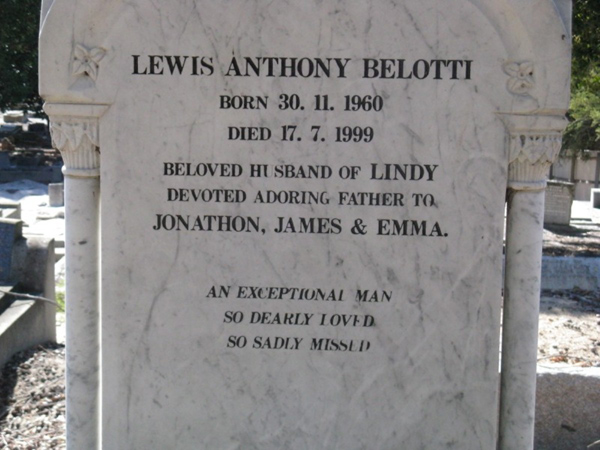 LEWIS ANTHONY BELOTTI
BORN 30. 11. 1960
DIED 17. 7. 1999
BELOVED HUSBAND OF LINDY
DEVOTED ADORING FATHER TO
JONATHON, JAMES & EMMA.
AN EXCEPTIONAL MAN
SO DEARLY LOVED
SO SADLY MISSED